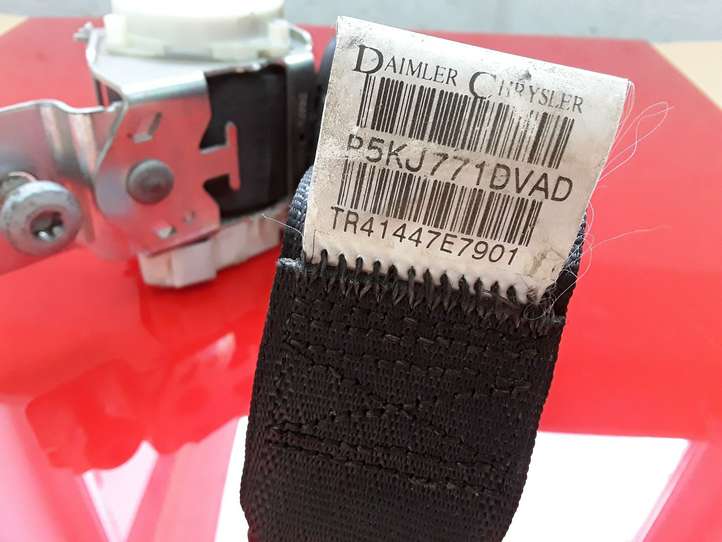 DAIMLER CHRYSLER
P5KJ771DVAD
TR41447E7901